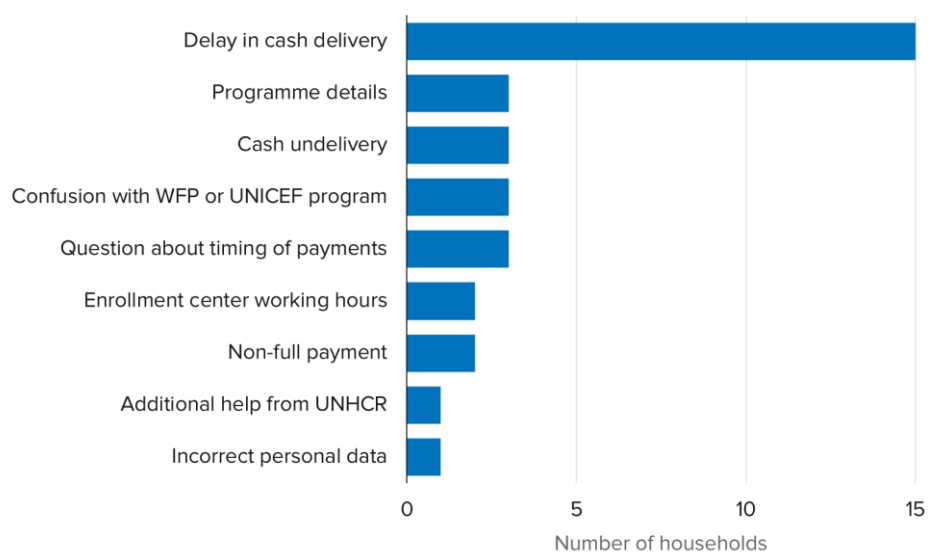 Delay in cash delivery
Programme details
Cash undelivery
Confusion with WFP or UNICEF program
Question about timing of payments
Enrollment center working hours
Non-full payment
Additional help from UNHCR
Incorrect personal data
0 5 10 15
Number of households